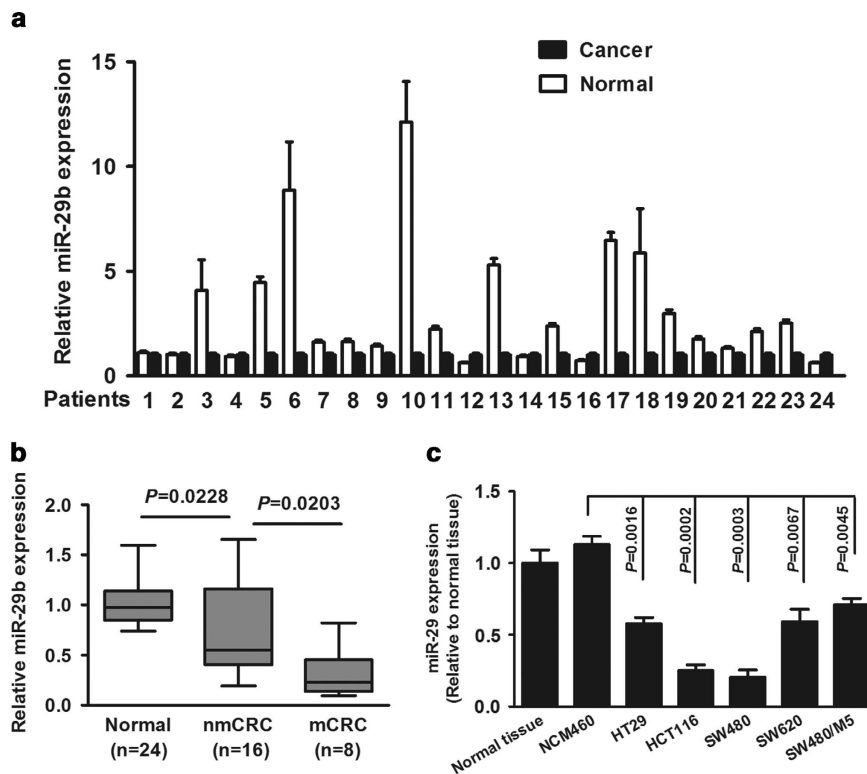 a
Cancer
Normal
Relative miR-29b expression
15
10
5
0
Patients 1 2 3 4 5 6 7 8 9 10 11 12 13 14 15 16 17 18 19 20 21 22 23 24
b
Relative miR-29b expression
2.0
1.5
1.0
0.5
0.0
P=0.0228
P=0.0203
Normal
(n=24)
nmCRC
(n=16)
mCRC
(n=8)
c
miR-29 expression
(Relative to normal tissue)
1.5
1.0
0.5
0.0
P=0.0016
P=0.0002
P=0.0003
P=0.0067
P=0.0045
Normal tissue
NCM460
HT29
HCT116
SW480
SW620
SW480/M5